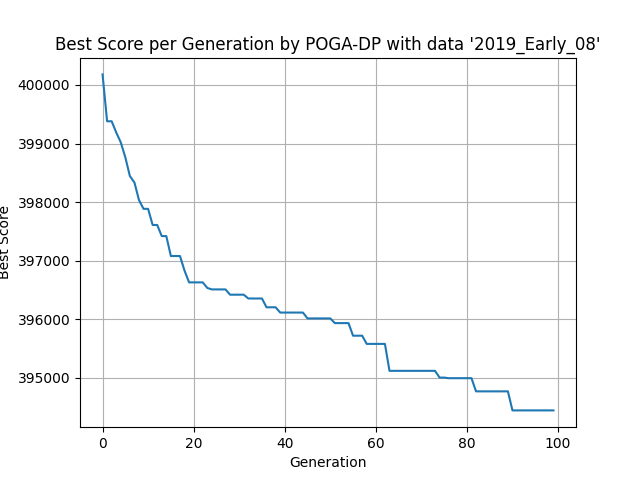 Best Score per Generation by POGA-DP with data '2019_Early_08'
400000
399000
398000
397000
396000
395000
Best Score
0 20 40 60 80 100
Generation